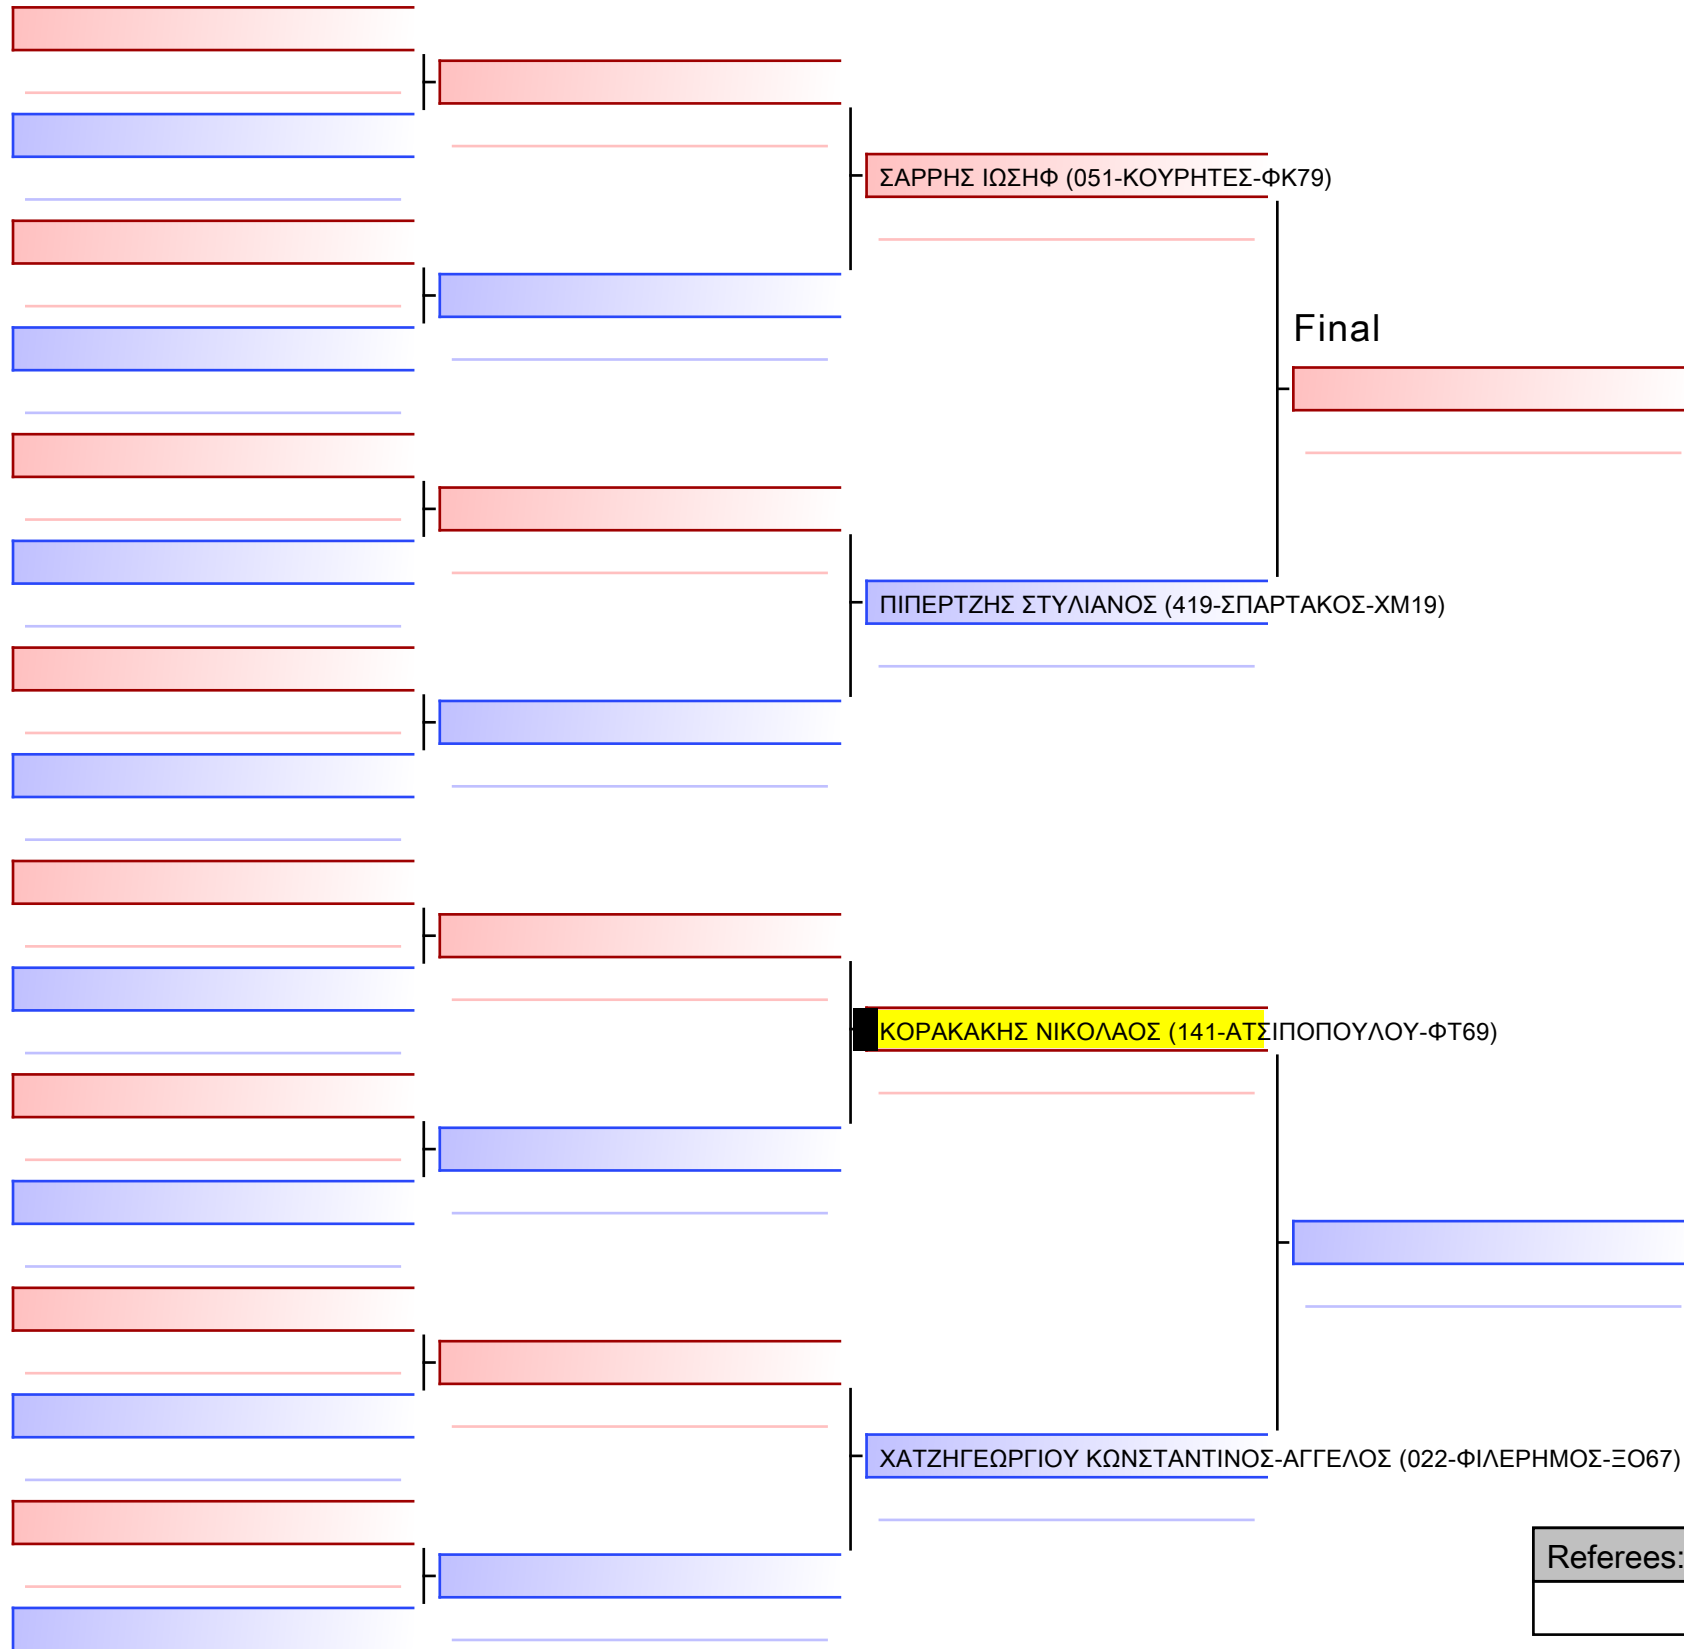 ΣΑΡΡΗΣ ΙΩΣΗΦ (051-ΚΟΥΡΗΤΕΣ-ΦΚ79)
Final
ΠΙΠΕΡΤΖΗΣ ΣΤΥΛΙΑΝΟΣ (419-ΣΠΑΡΤΑΚΟΣ-ΧΜ19)
ΚΟΡΑΚΑΚΗΣ ΝΙΚΟΛΑΟΣ (141-ΑΤΣΙΠΟΠΟΥΛΟΥ-ΦΤ69)
ΧΑΤΖΗΓΕΩΡΓΙΟΥ ΚΩΝΣΤΑΝΤΙΝΟΣ-ΑΓΓΕΛΟΣ (022-ΦΙΛΕΡΗΜΟΣ-ΞΟ67)
Referees: